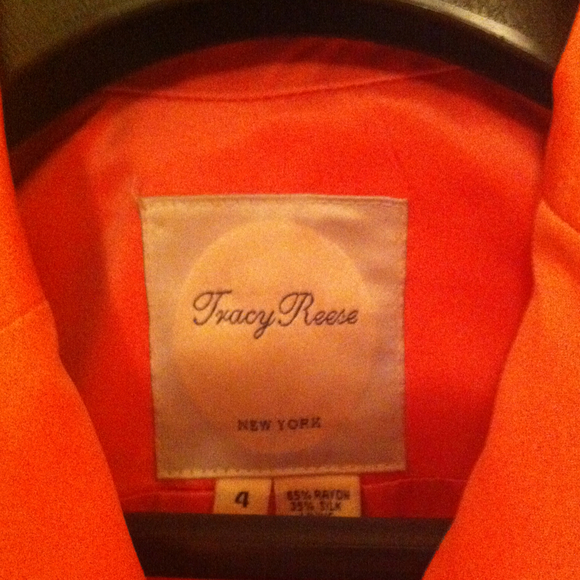 Tracy Reese
NEW YORK
4
65% RAYON
35% SILK